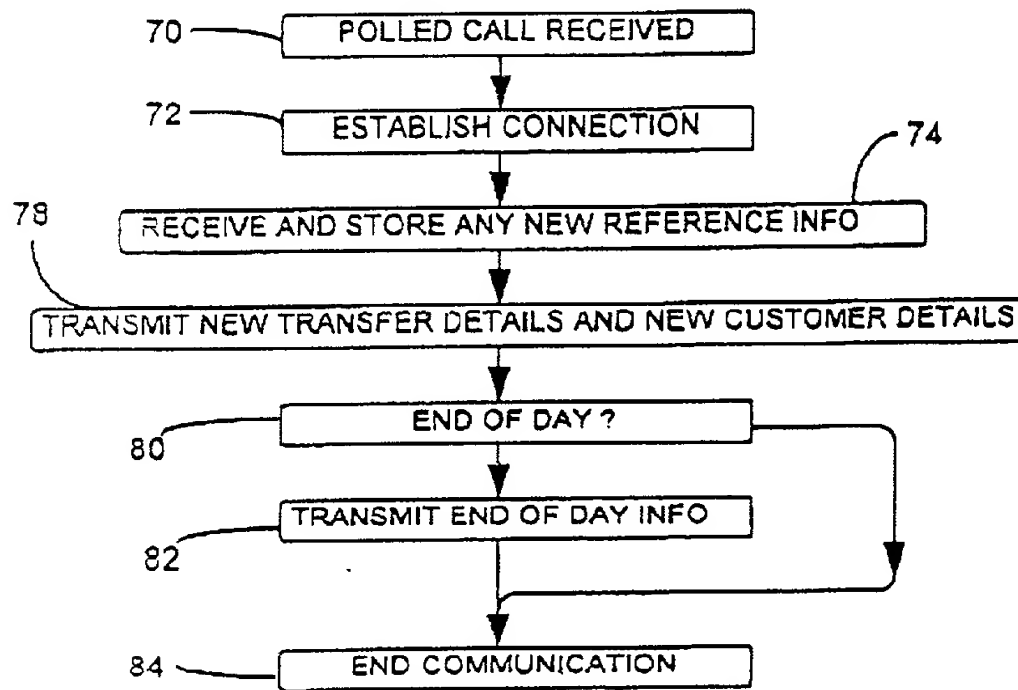 70 POLLED CALL RECEIVED
72 ESTABLISH CONNECTION
74
RECEIVE AND STORE ANY NEW REFERENCE INFO
78
TRANSMIT NEW TRANSFER DETAILS AND NEW CUSTOMER DETAILS
80 END OF DAY ?
82 TRANSMIT END OF DAY INFO
84 END COMMUNICATION